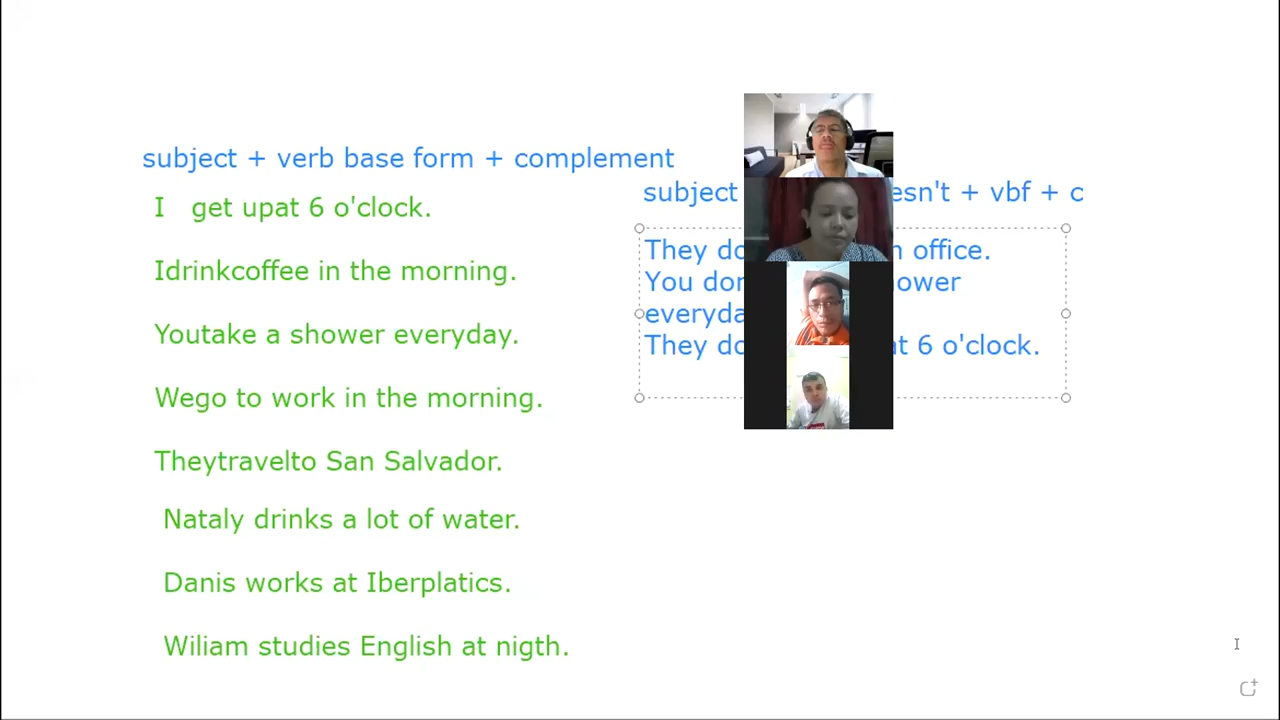 subject + verb base form + complement
I get upat 6 o'clock.
Idrinkcoffee in the morning.
Youtake a shower everyday.
Wego to work in the morning.
Theytravelto San Salvador.
Nataly drinks a lot of water.
Danis works at Iberplatics.
Wiliam studies English at nigth.
subject esn't + vbf + c
They do office.
You don ower
everyda
They do at 6 o'clock.